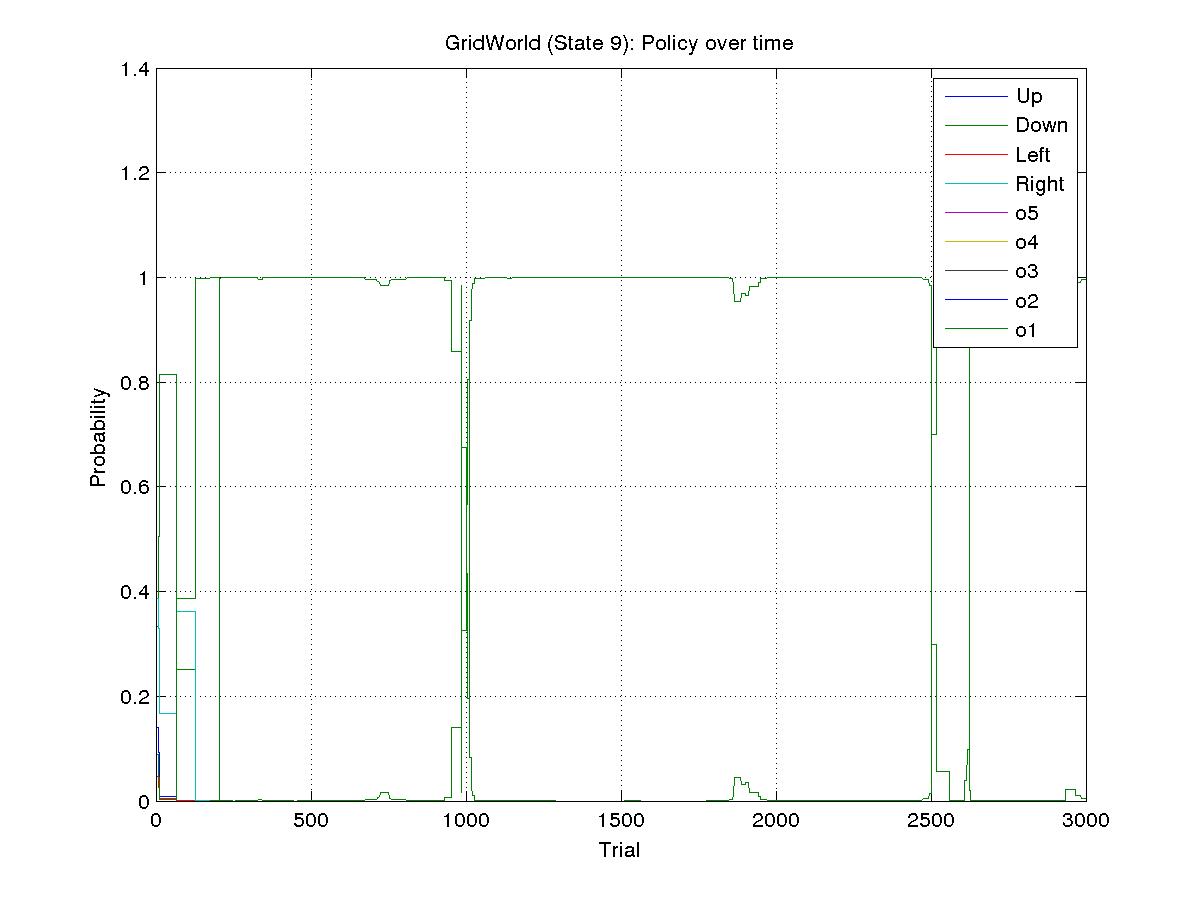 GridWorld (State 9): Policy over time
1.4
1.2
1
0.8
0.6
0.4
0.2
0
Probability
Up
Down
Left
Right
o5
o4
o3
o2
o1
0 500 1000 1500 2000 2500 3000
Trial